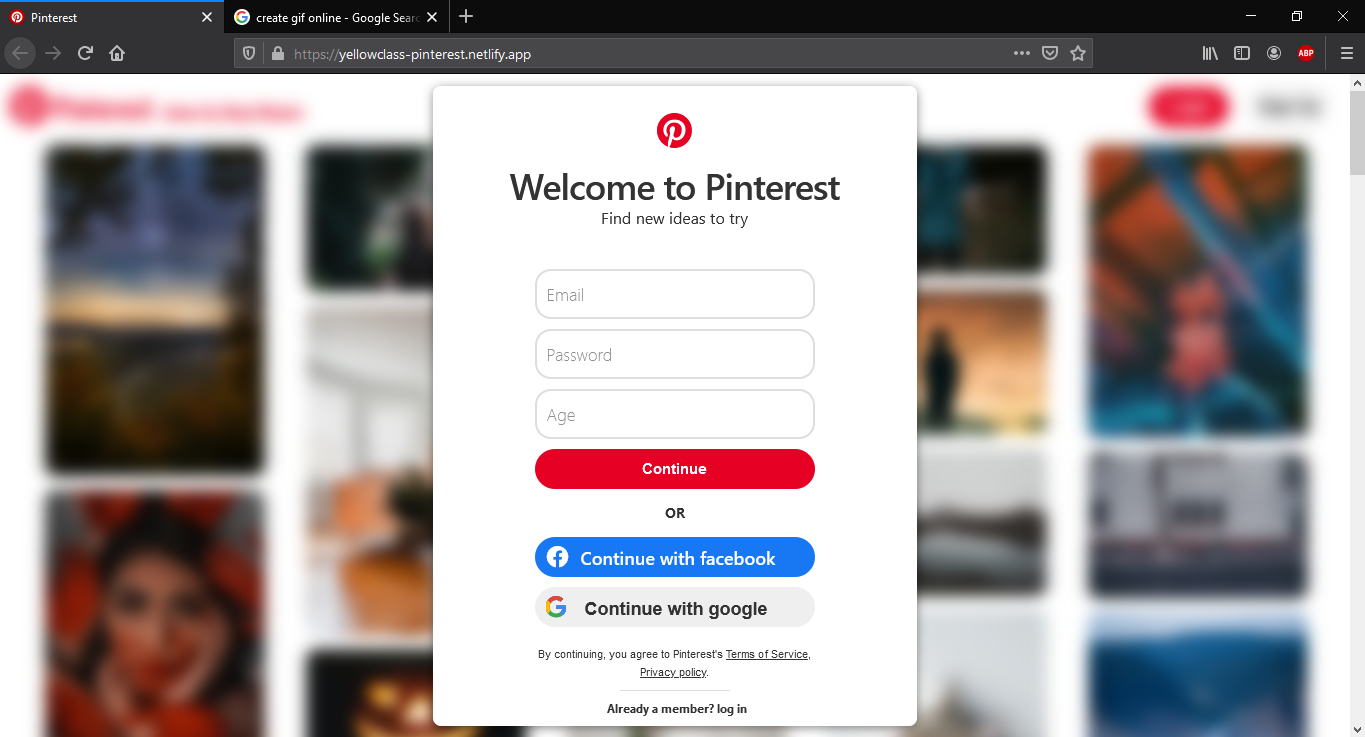 Pinterest
create gif online - Google Searc
https://yellowclass-pinterest.netlify.app
ABP
Welcome to Pinterest
Find new ideas to try
Email
Password
Age
Continue
OR
Continue with facebook
Continue with google
By continuing, you agree to Pinterest's Terms of Service,
Privacy policy.
Already a member? log in